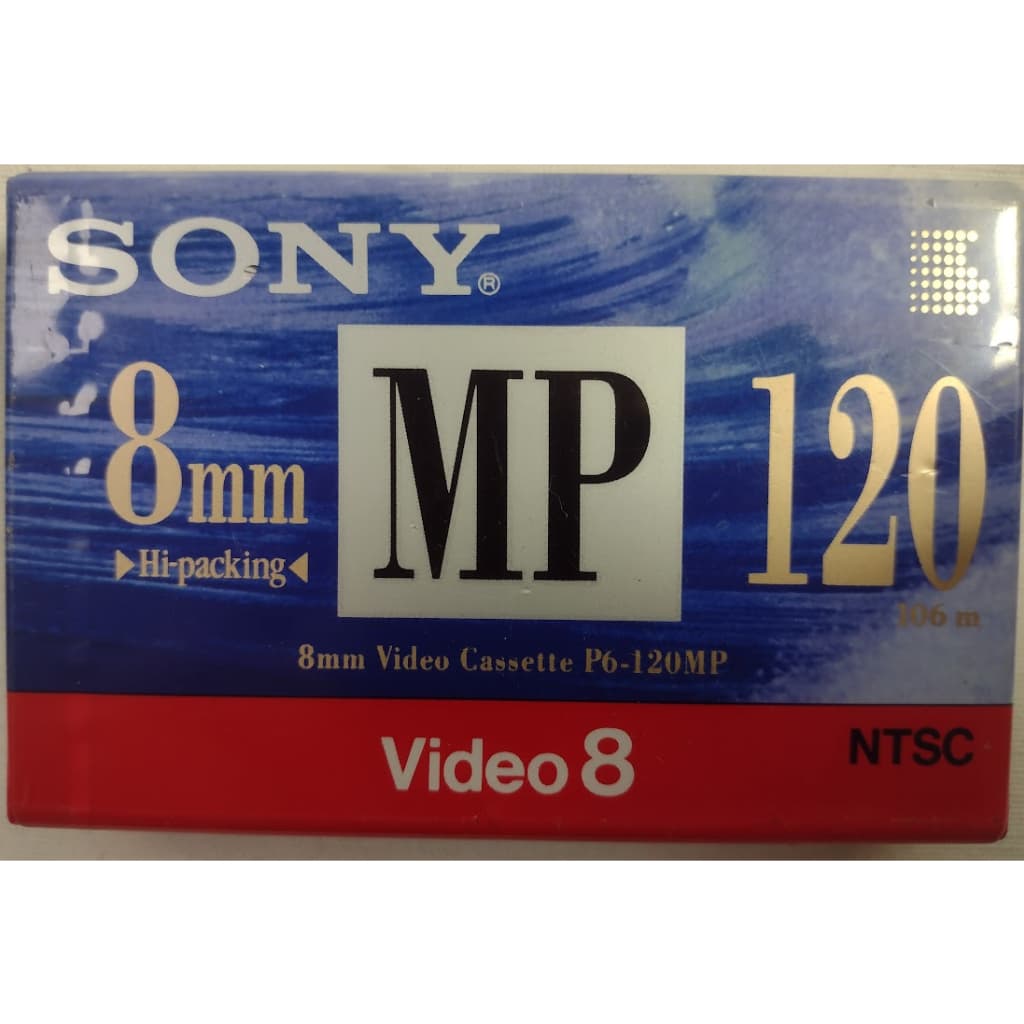 SONY®
8mm
Hi-packing
MP
120
106 m
8mm Video Cassette P6-120MP
Video 8
NTSC